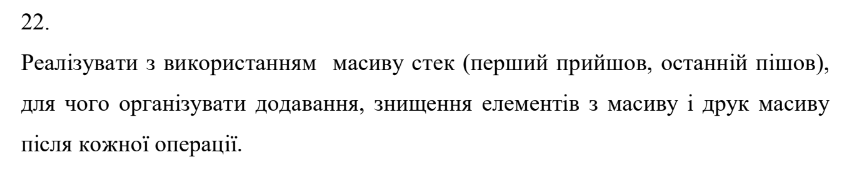 22.
Реалізувати з використанням масиву стек (перший прийшов, останній пішов),
для чого організувати додавання, знищення елементів з масиву і друк масиву
після кожної операції.